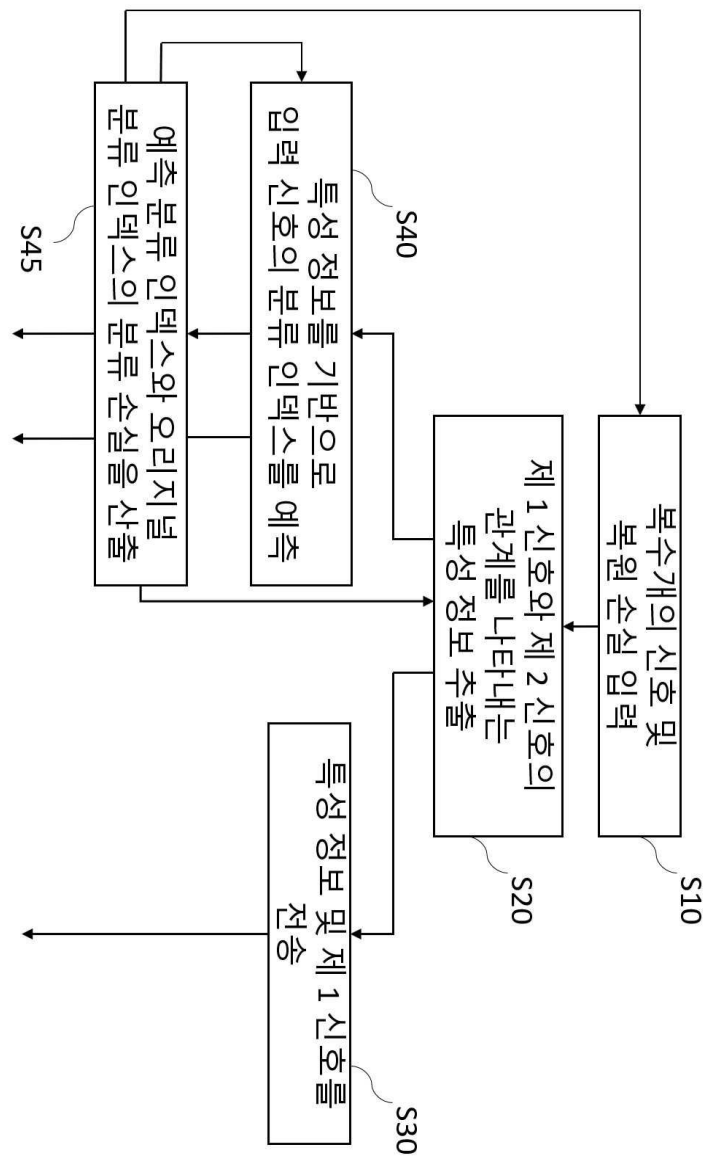 복수개의 신호 및
복원 손실 입력
S10
제 1 신호와 제 2 신호의
관계를 나타내는
특성 정보 추출
S20
특성 정보를 기반으로
입력 신호의 분류 인덱스를 예측
S40
특성 정보 및 제 1 신호를
전송
S30
예측 분류 인덱스와 오리지널
분류 인덱스의 분류 손실을 산출
S45